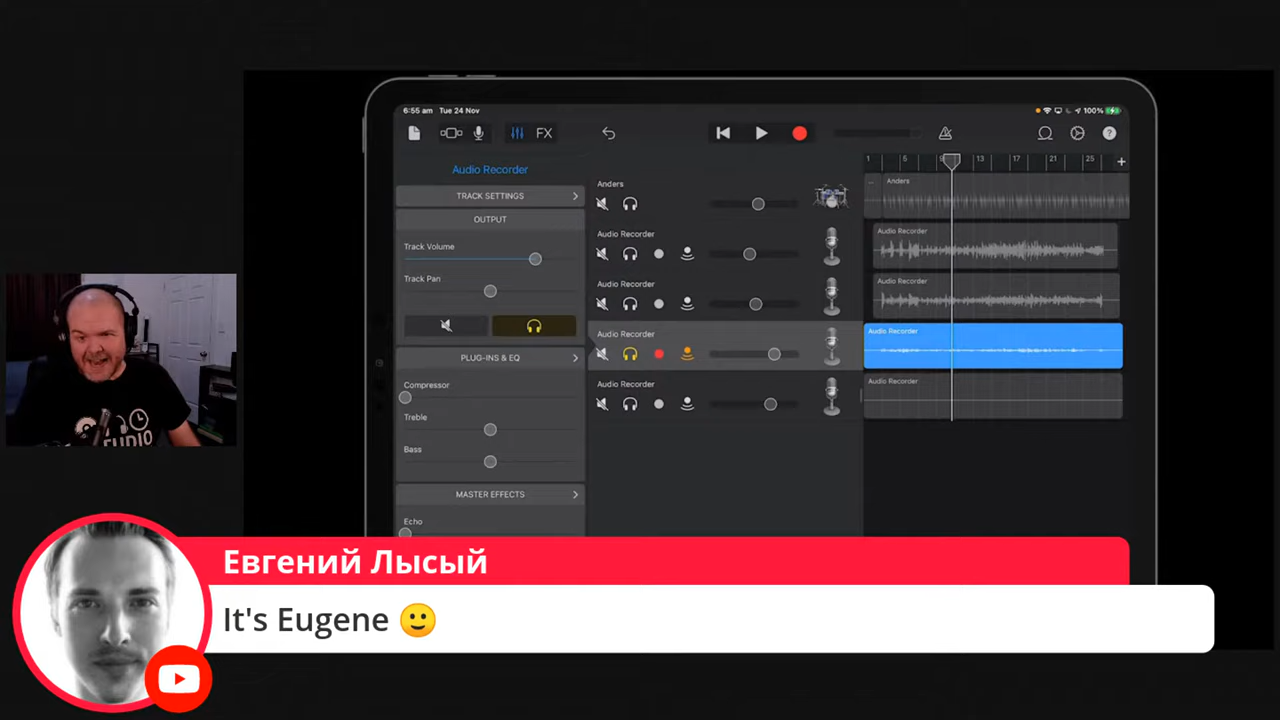 6:55 am Tue 24 Nov
100%
FX
Audio Recorder
TRACK SETTINGS
OUTPUT
Track Volume
Track Pan
PLUG-INS & EQ
Compressor
Treble
Bass
MASTER EFFECTS
Echo
Anders
Audio Recorder
Audio Recorder
Audio Recorder
Audio Recorder
1 5 9 13 17 21 25 +
Anders
Audio Recorder
Audio Recorder
Audio Recorder
Audio Recorder
Евгений Лысый
It's Eugene 🙂